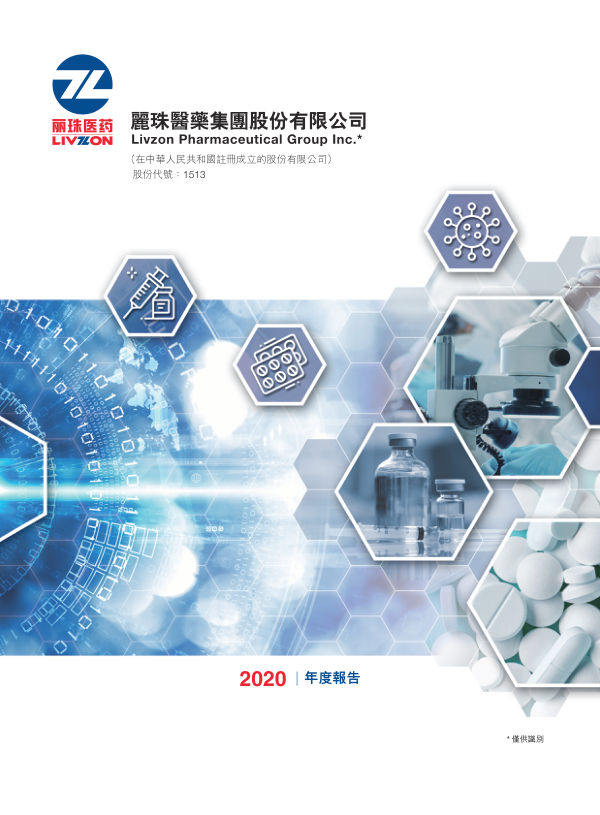 丽珠医药
LIVZON
麗珠醫藥集團股份有限公司
Livzon Pharmaceutical Group Inc.*
（在中華人民共和國註冊成立的股份有限公司）
股份代號：1513
2020 | 年度報告
* 僅供識別